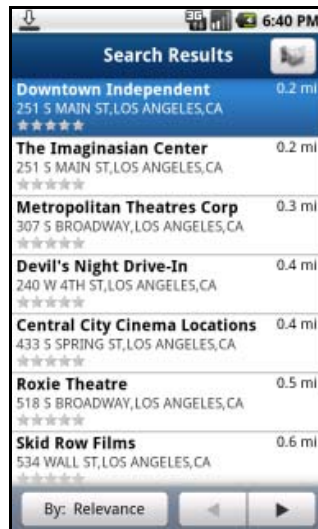 3G 6:40 PM
Search Results
Downtown Independent 0.2 mi
251 S MAIN ST,LOS ANGELES,CA
The Imaginasian Center 0.2 mi
251 S MAIN ST,LOS ANGELES,CA
Metropolitan Theatres Corp 0.3 mi
307 S BROADWAY,LOS ANGELES,CA
Devil's Night Drive-In 0.4 mi
240 W 4TH ST,LOS ANGELES,CA
Central City Cinema Locations 0.4 mi
433 S SPRING ST,LOS ANGELES,CA
Roxie Theatre 0.5 mi
518 S BROADWAY,LOS ANGELES,CA
Skid Row Films 0.6 mi
534 WALL ST,LOS ANGELES,CA
By: Relevance